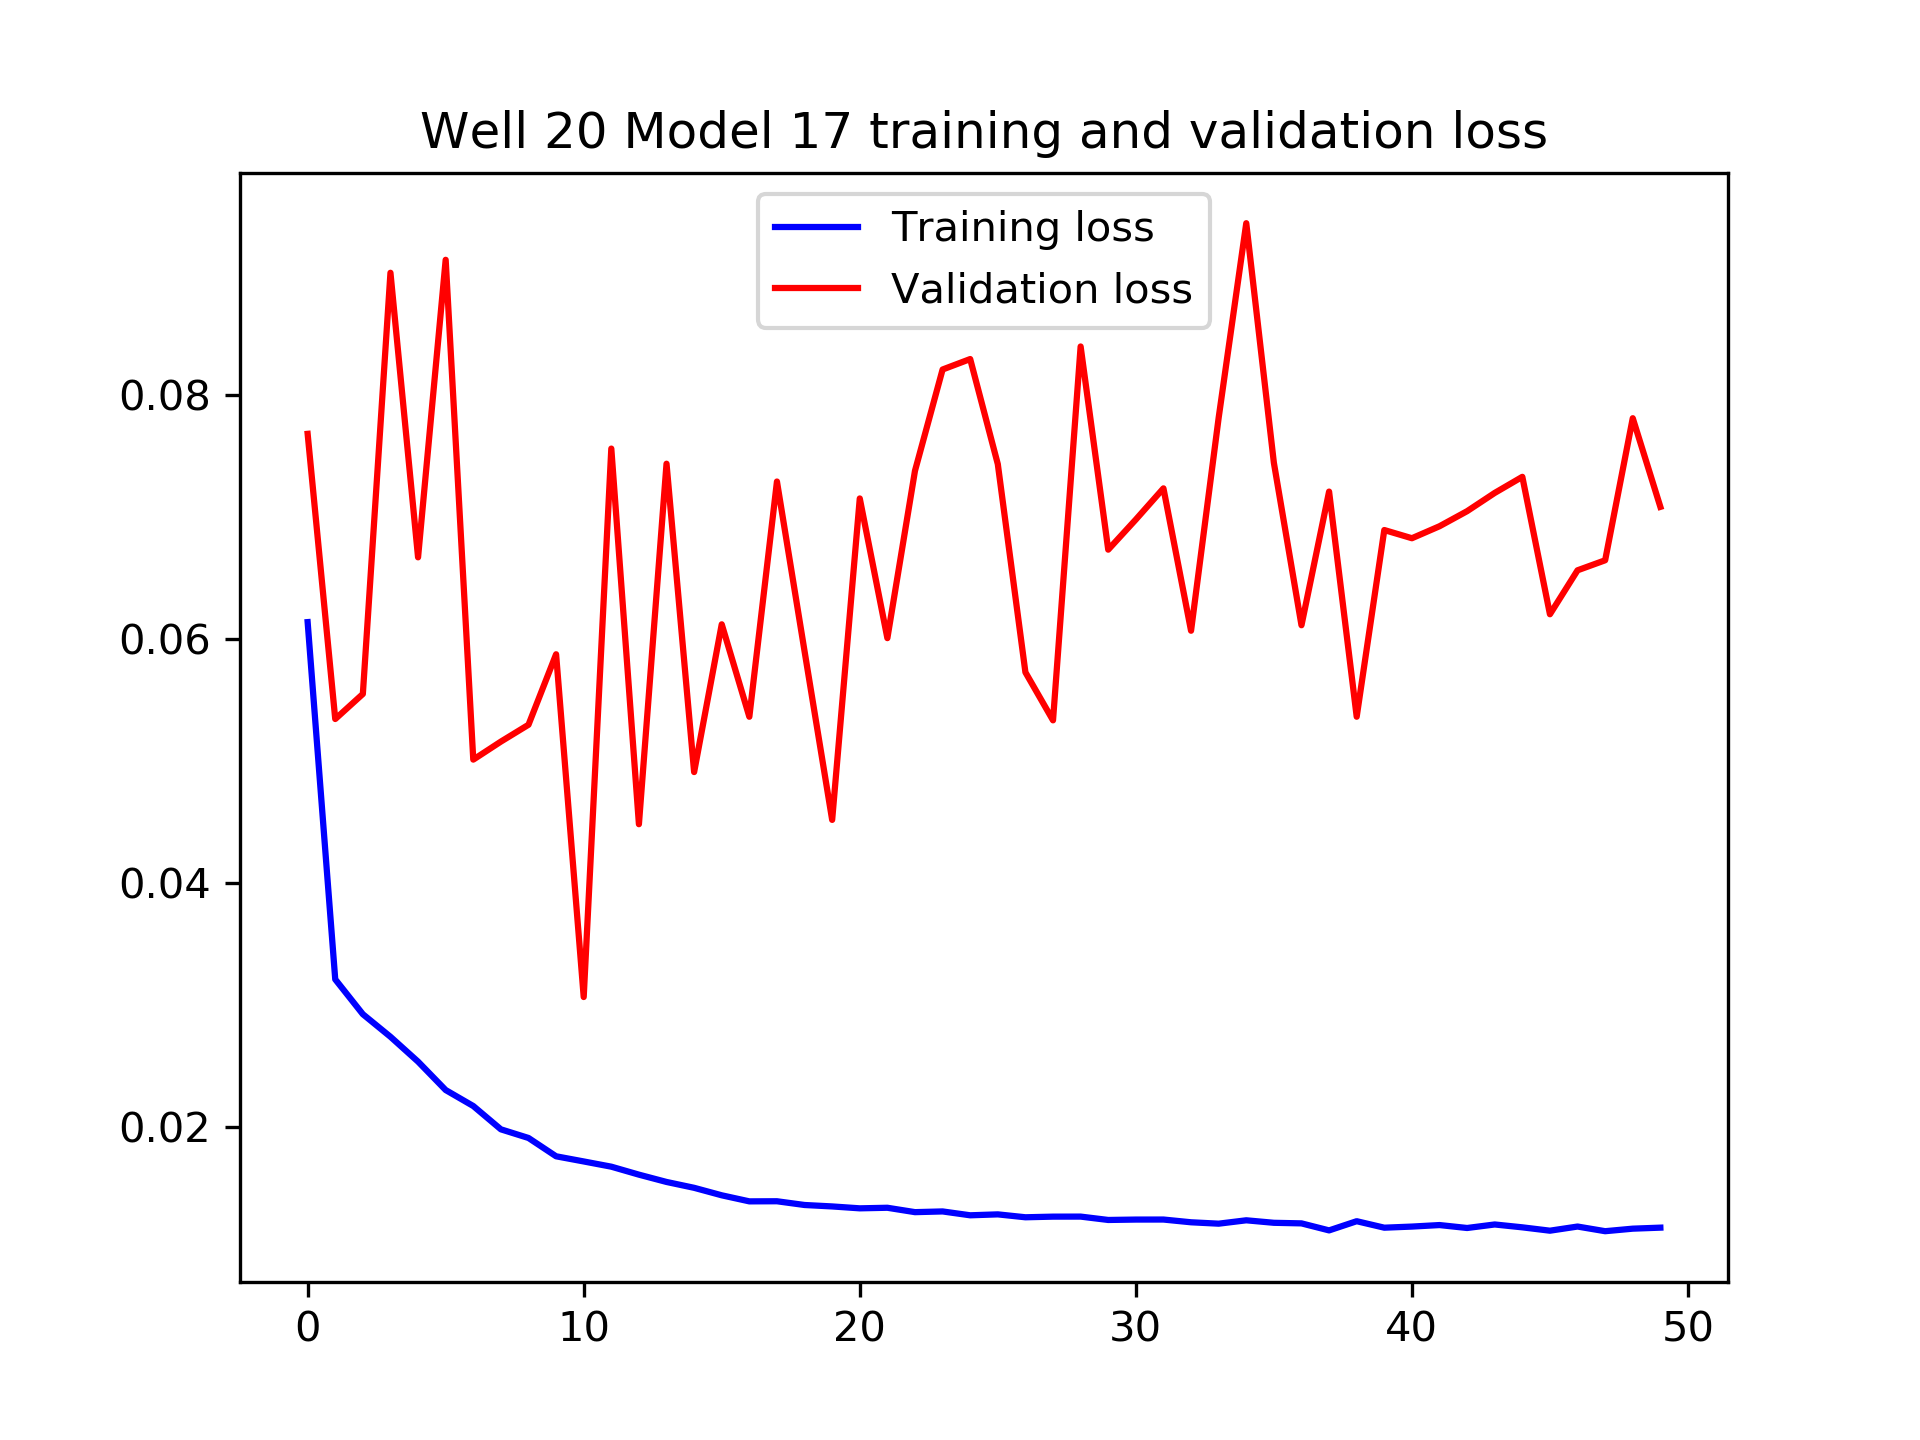 Well 20 Model 17 training and validation loss
Training loss
Validation loss
0.08
0.06
0.04
0.02
0 10 20 30 40 50